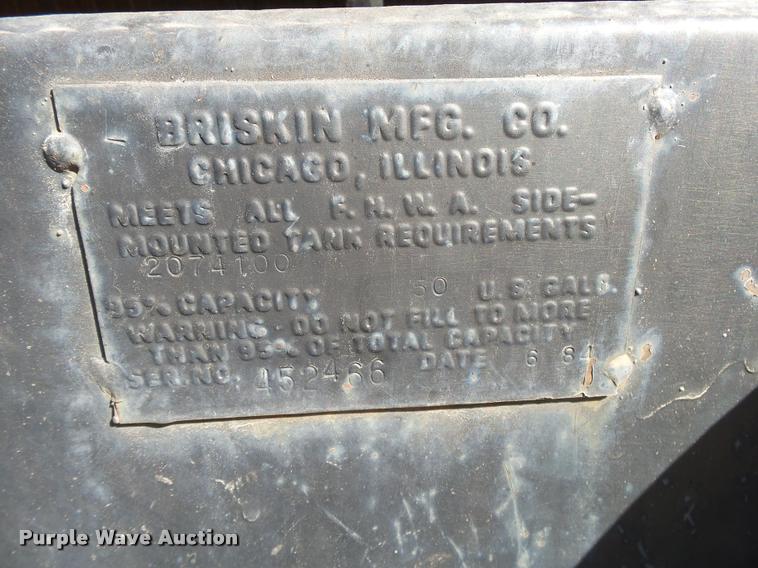 BRISKIN MFG. CO.
CHICAGO, ILLINOIS
MEETS ALL F. H. W. A. SIDE-
MOUNTED TANK REQUIREMENTS
2074100
95% CAPACITY 50 U. S. GALS.
WARNING - DO NOT FILL TO MORE
THAN 95% OF TOTAL CAPACITY
SER. NO. 452466 DATE 6 84
Purple Wave Auction